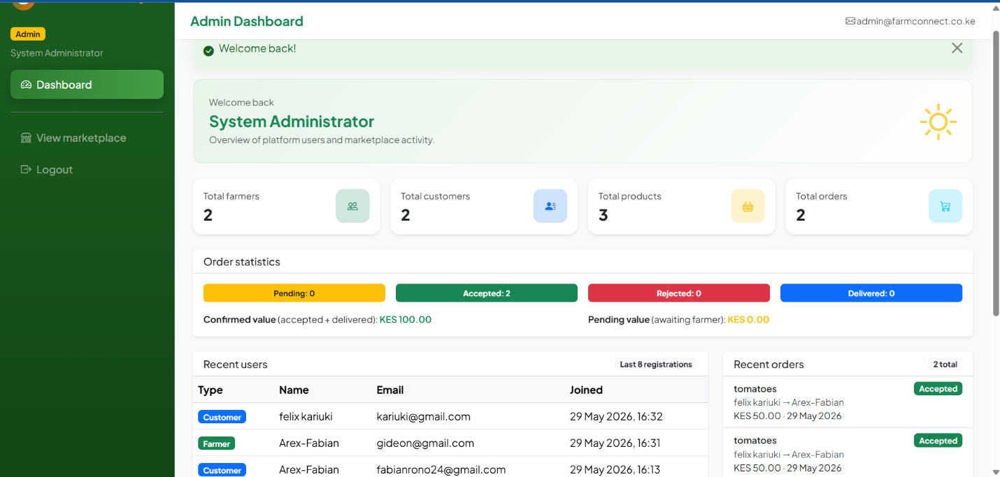 Admin
System Administrator
Dashboard
View marketplace
Logout
Admin Dashboard
admin@farmconnect.co.ke
Welcome back!
Welcome back
System Administrator
Overview of platform users and marketplace activity.
Total farmers
2
Total customers
2
Total products
3
Total orders
2
Order statistics
Pending: 0
Accepted: 2
Rejected: 0
Delivered: 0
Confirmed value (accepted + delivered): KES 100.00
Pending value (awaiting farmer): KES 0.00
Recent users
Last 8 registrations
Type Name Email Joined
Customer felix kariuki kariuki@gmail.com 29 May 2026, 16:32
Farmer Arex-Fabian gideon@gmail.com 29 May 2026, 16:31
Customer Arex-Fabian fabianrono24@gmail.com 29 May 2026, 16:13
Recent orders
2 total
tomatoes
Accepted
felix kariuki → Arex-Fabian
KES 50.00 · 29 May 2026
tomatoes
Accepted
felix kariuki → Arex-Fabian
KES 50.00 · 29 May 2026